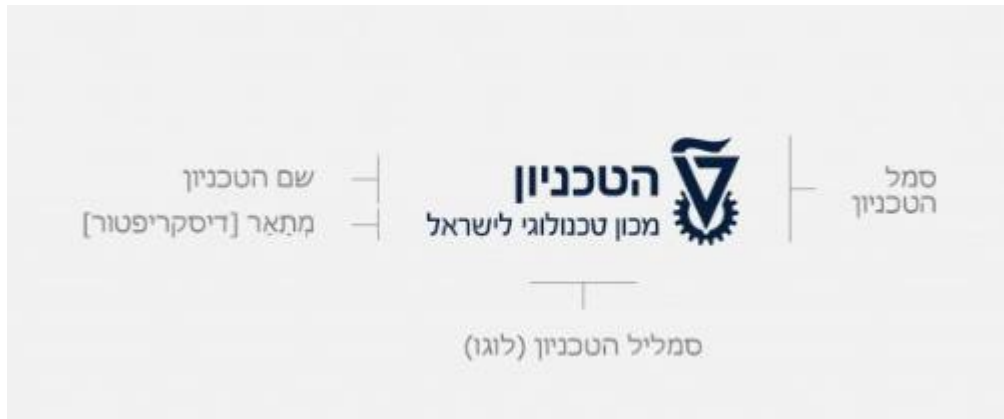 סמל
הטכניון
הטכניון
מכון טכנולוגי לישראל
שם הטכניון
מְתַאֵר [דיסקריפטור]
סמליל הטכניון (לוגו)